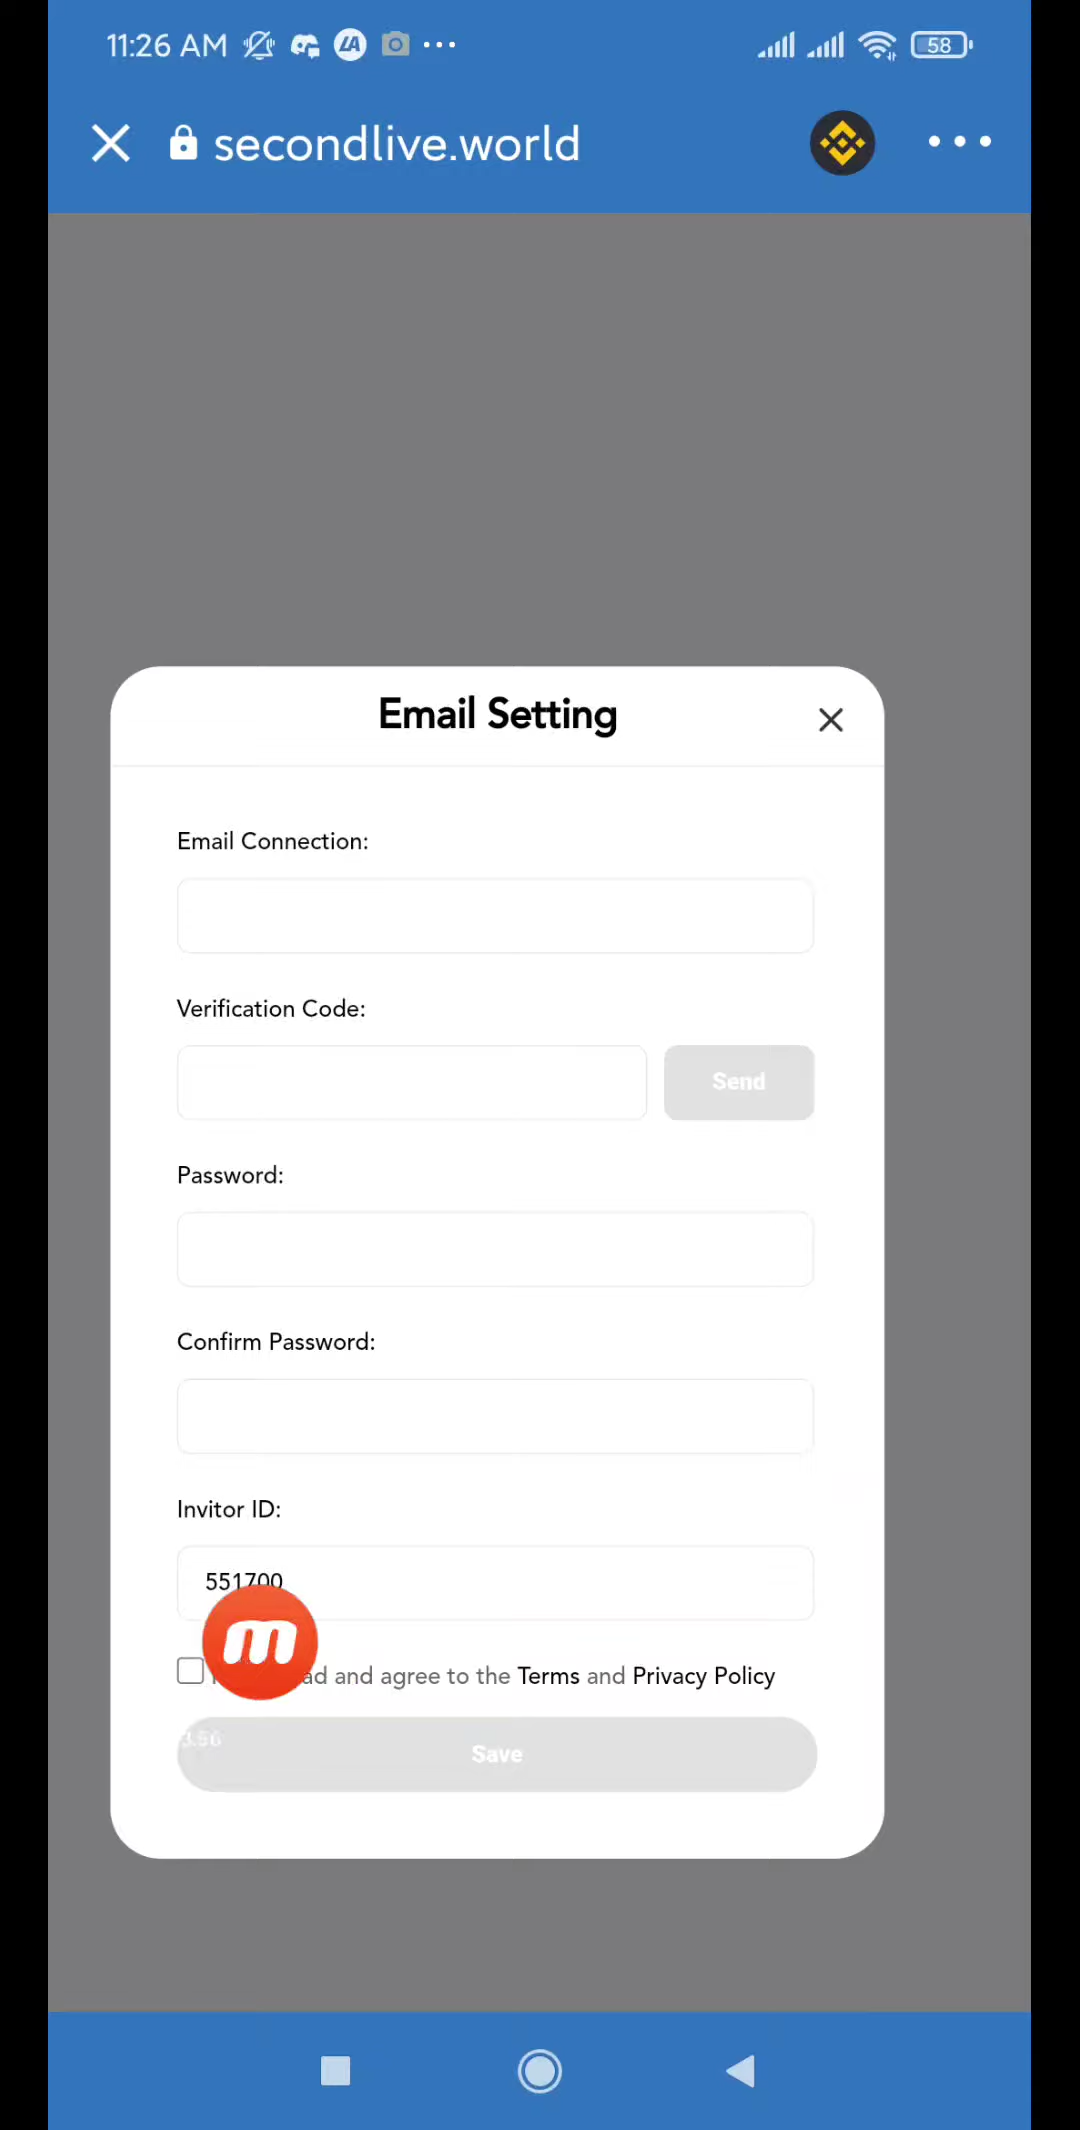 11:26 AM
58
secondlive.world
Email Setting
Email Connection:
Verification Code:
Send
Password:
Confirm Password:
Invitor ID:
551700
and agree to the Terms and Privacy Policy
Save